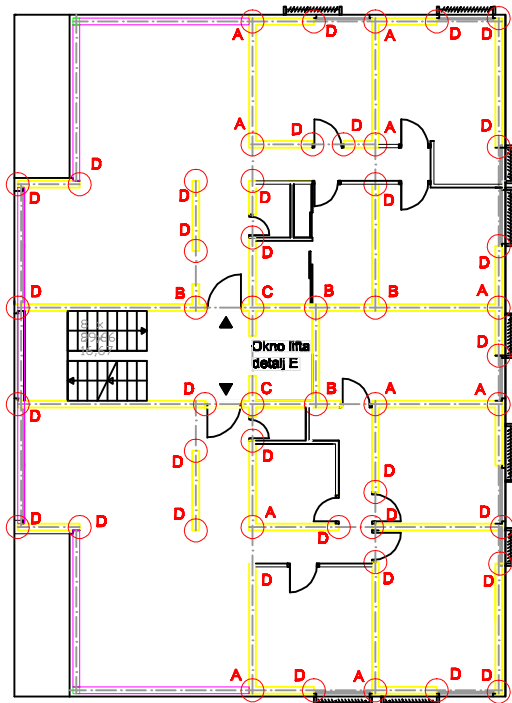 A D A D D
A D D A D
D
D D D D
D
D D
D B C B B A
Okno lifta
D
detalj E
D C B A A
D
D D
D
D D D A D D D
D D D
A D A D D